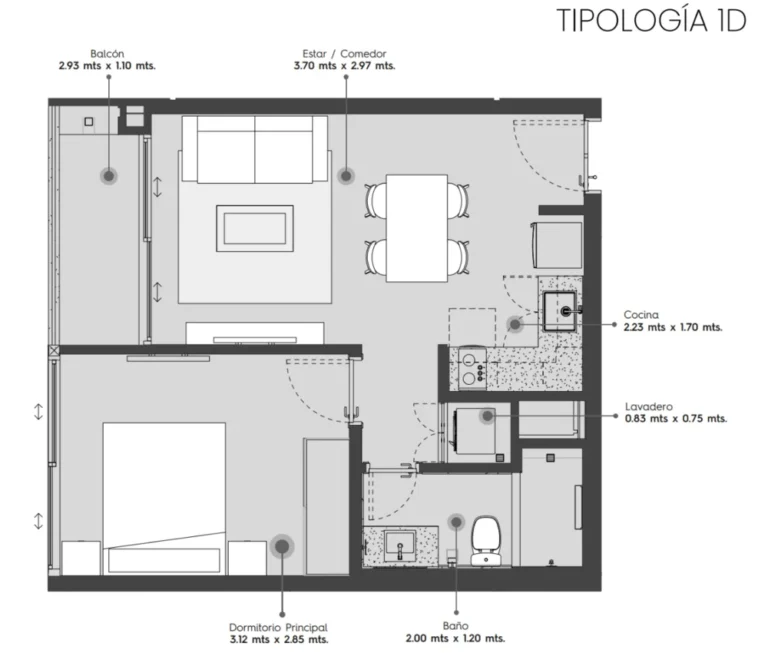 TIPOLOGÍA 1D
Balcón
2.93 mts x 1.10 mts.
Estar / Comedor
3.70 mts x 2.97 mts.
Cocina
2.23 mts x 1.70 mts.
Lavadero
0.83 mts x 0.75 mts.
Dormitorio Principal
3.12 mts x 2.85 mts.
Baño
2.00 mts x 1.20 mts.